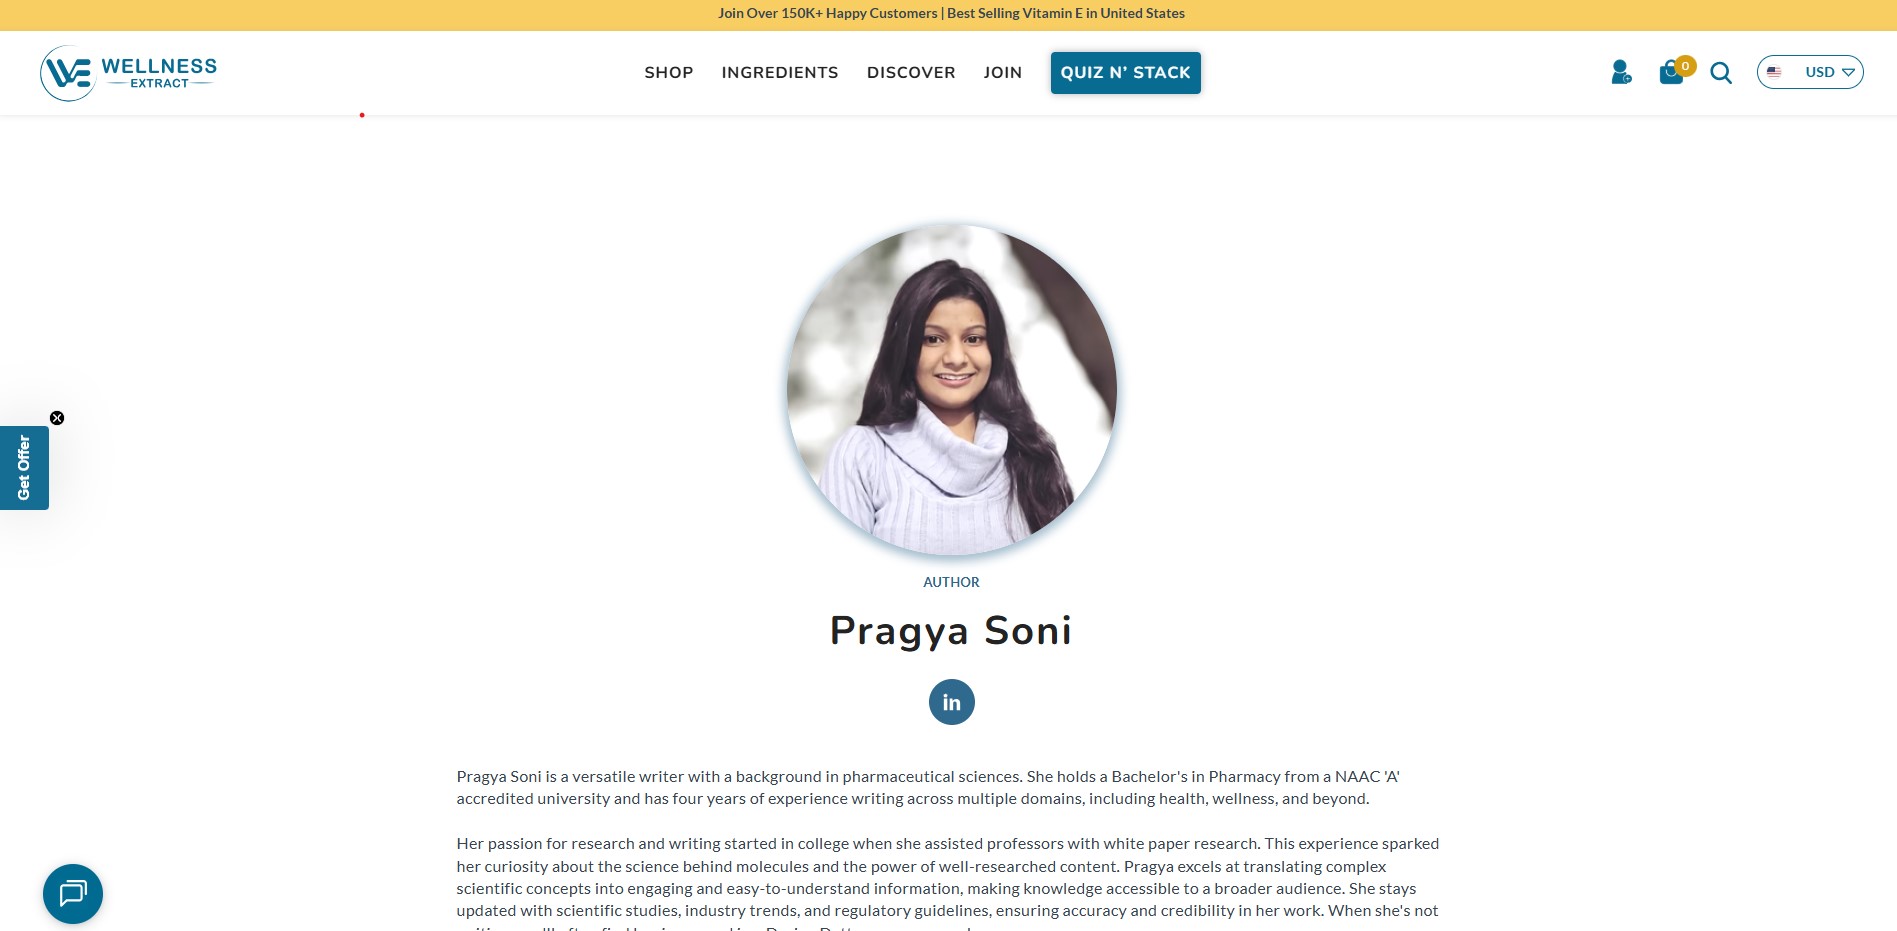 Join Over 150K+ Happy Customers | Best Selling Vitamin E in United States
WE WELLNESS
EXTRACT
SHOP INGREDIENTS DISCOVER JOIN QUIZ N’ STACK
0
USD
Get Offer
AUTHOR
Pragya Soni
in
Pragya Soni is a versatile writer with a background in pharmaceutical sciences. She holds a Bachelor's in Pharmacy from a NAAC 'A'
accredited university and has four years of experience writing across multiple domains, including health, wellness, and beyond.
Her passion for research and writing started in college when she assisted professors with white paper research. This experience sparked
her curiosity about the science behind molecules and the power of well-researched content. Pragya excels at translating complex
scientific concepts into engaging and easy-to-understand information, making knowledge accessible to a broader audience. She stays
updated with scientific studies, industry trends, and regulatory guidelines, ensuring accuracy and credibility in her work. When she's not